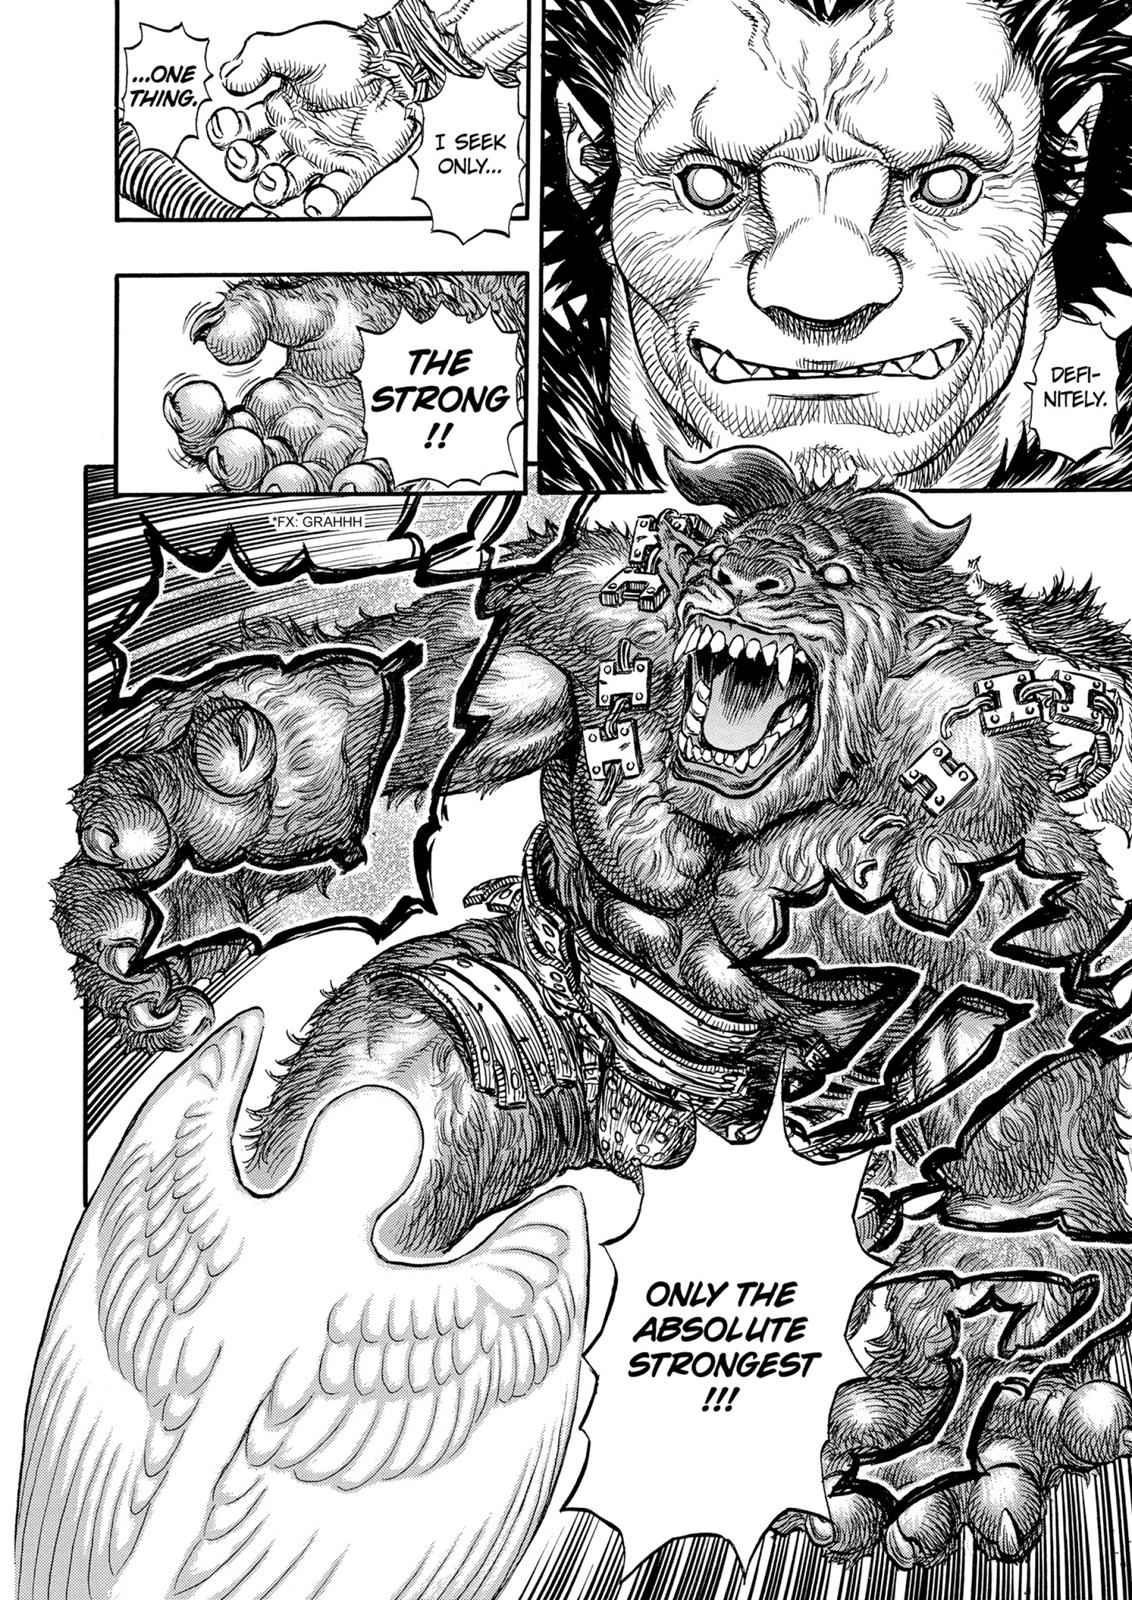 DEFI-
NITELY.
I SEEK
ONLY...
...ONE
THING.
THE
STRONG
!!
*FX: GRAHHH
ONLY THE
ABSOLUTE
STRONGEST
!!!